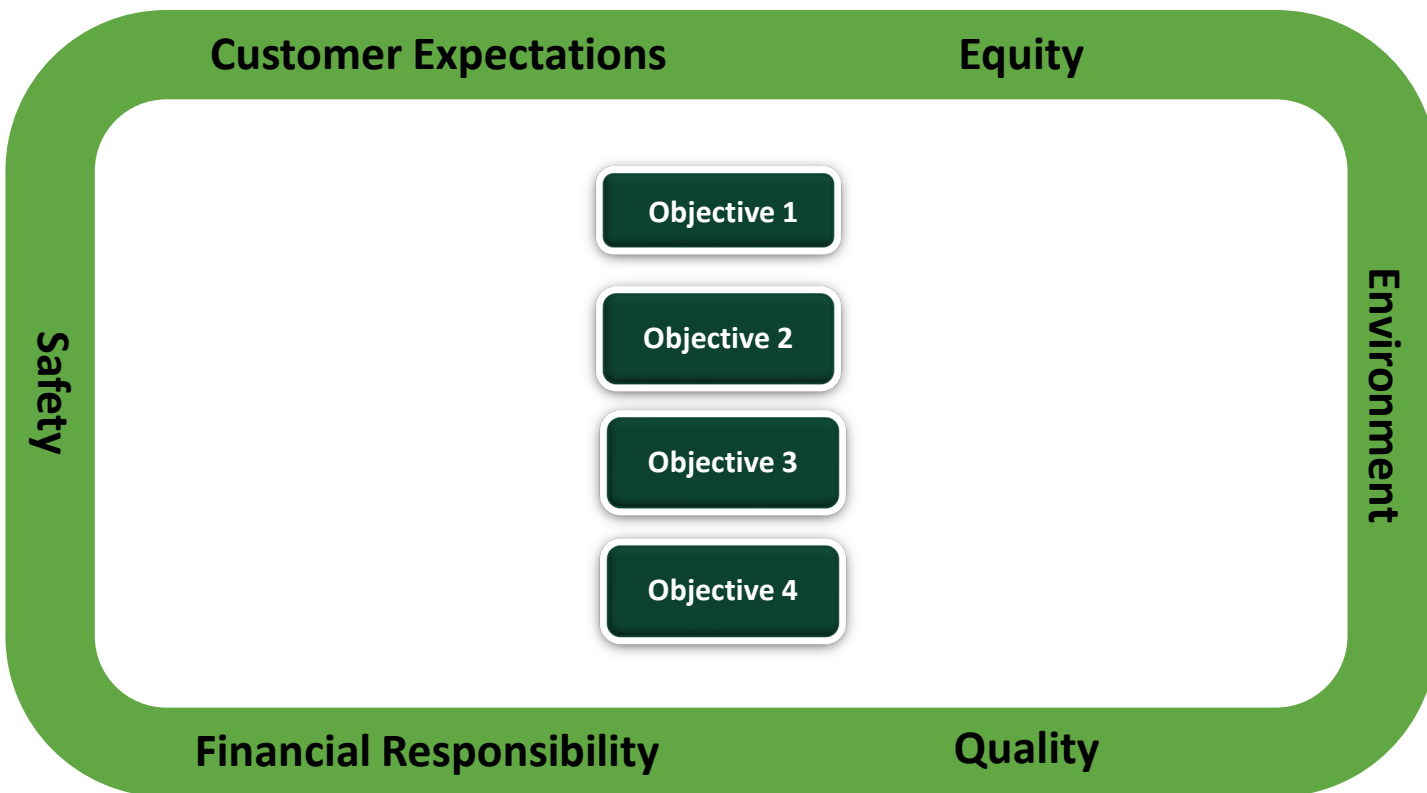 Customer Expectations
Equity
Safety
Objective 1
Objective 2
Objective 3
Objective 4
Environment
Financial Responsibility
Quality